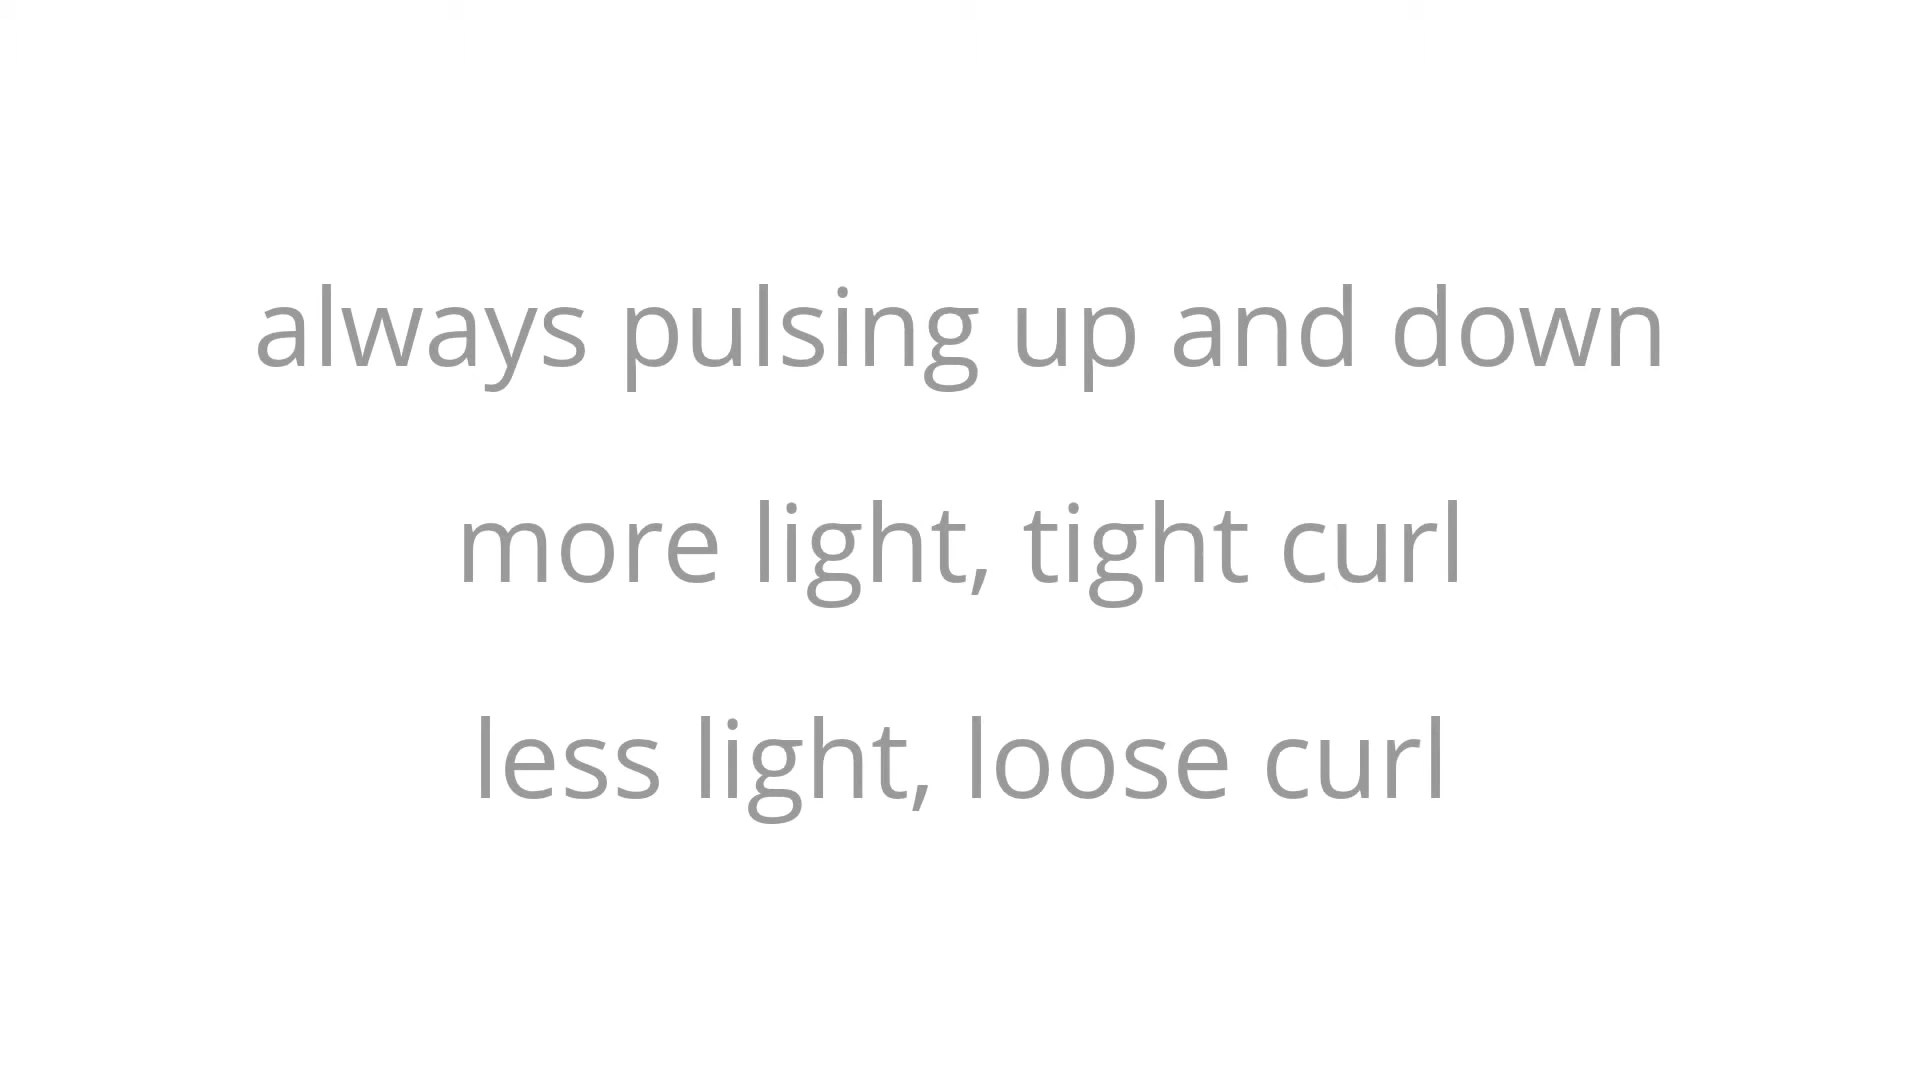 always pulsing up and down
more light, tight curl
less light, loose curl